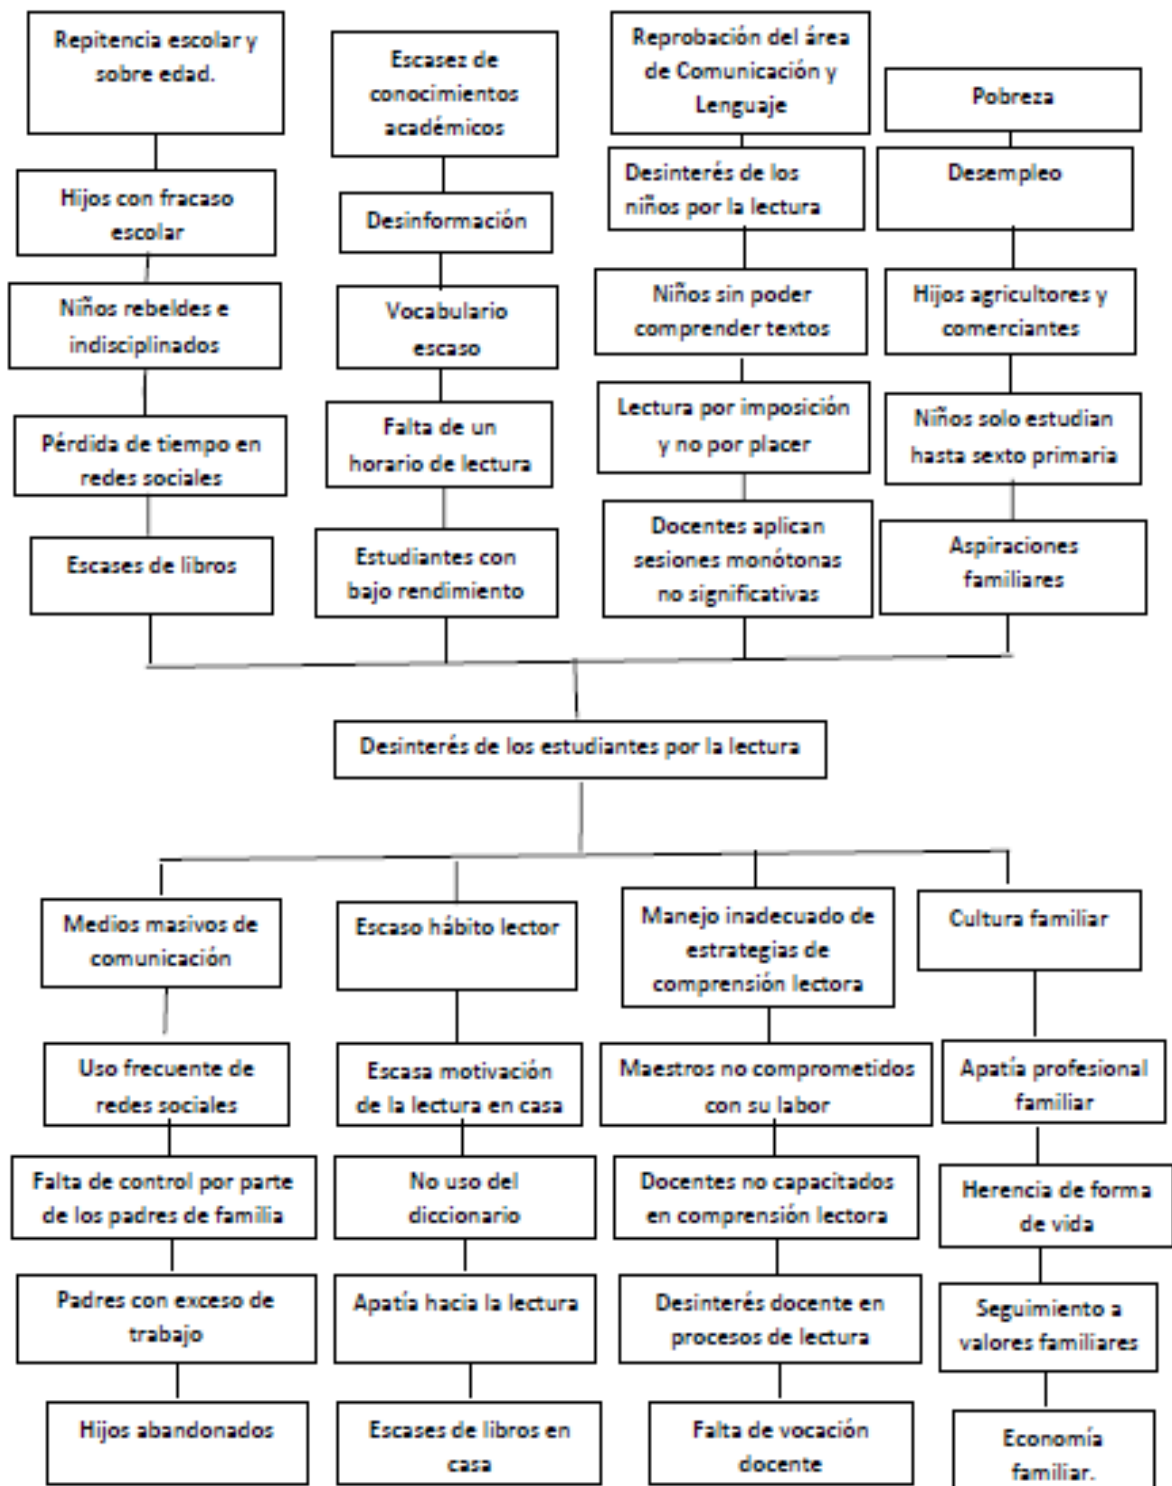 Repitencia escolar y
sobre edad.
Escasez de
conocimientos
académicos
Reprobación del área
de Comunicación y
Lenguaje
Pobreza
Hijos con fracaso
escolar
Desinformación
Desinterés de los
niños por la lectura
Desempleo
Niños rebeldes e
indisciplinados
Vocabulario
escaso
Niños sin poder
comprender textos
Hijos agricultores y
comerciantes
Pérdida de tiempo en
redes sociales
Falta de un
horario de lectura
Lectura por imposición
y no por placer
Niños solo estudian
hasta sexto primaria
Escases de libros
Estudiantes con
bajo rendimiento
Docentes aplican
sesiones monótonas
no significativas
Aspiraciones
familiares
Desinterés de los estudiantes por la lectura
Medios masivos de
comunicación
Escaso hábito lector
Manejo inadecuado de
estrategias de
comprensión lectora
Cultura familiar
Uso frecuente de
redes sociales
Escasa motivación
de la lectura en casa
Maestros no comprometidos
con su labor
Apatía profesional
familiar
Falta de control por parte
de los padres de familia
No uso del
diccionario
Docentes no capacitados
en comprensión lectora
Herencia de forma
de vida
Padres con exceso de
trabajo
Apatía hacia la lectura
Desinterés docente en
procesos de lectura
Seguimiento a
valores familiares
Hijos abandonados
Escases de libros en
casa
Falta de vocación
docente
Economía
familiar.